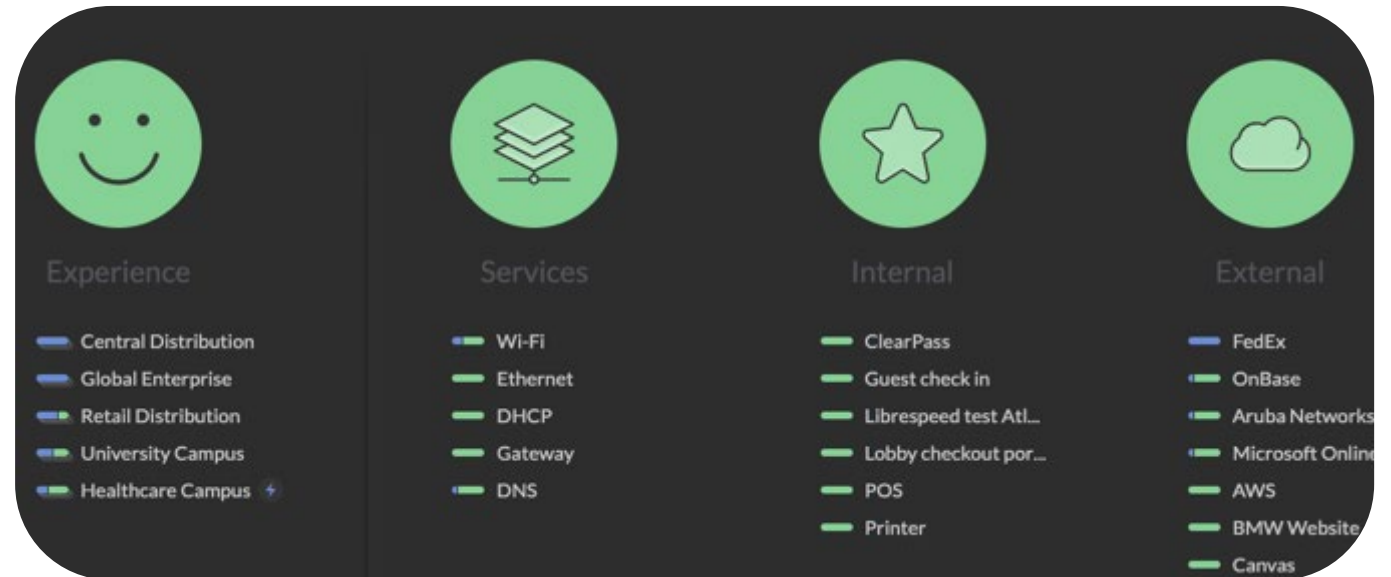 Experience
Central Distribution
Global Enterprise
Retail Distribution
University Campus
Healthcare Campus
Services
Wi-Fi
Ethernet
DHCP
Gateway
DNS
Internal
ClearPass
Guest check in
Librespeed test Atl...
Lobby checkout por...
POS
Printer
External
FedEx
OnBase
Aruba Networks
Microsoft Online
AWS
BMW Website
Canvas